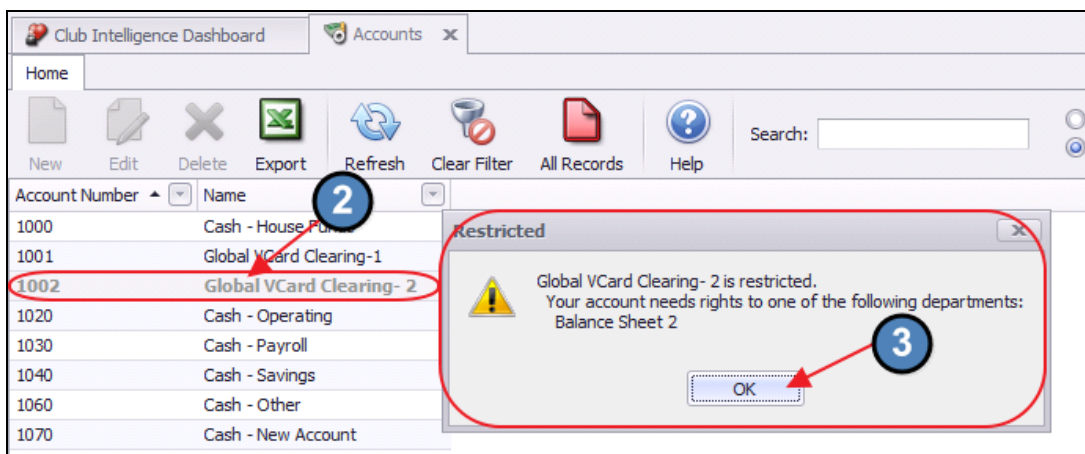 Club Intelligence Dashboard
Accounts
Home
New
Edit
Delete
Export
Refresh
Clear Filter
All Records
Help
Search:
Account Number
Name
2
1000 Cash - House Funds
1001 Global VCard Clearing-1
1002 Global VCard Clearing- 2
1020 Cash - Operating
1030 Cash - Payroll
1040 Cash - Savings
1060 Cash - Other
1070 Cash - New Account
Restricted
Global VCard Clearing- 2 is restricted.
Your account needs rights to one of the following departments:
Balance Sheet 2
3
OK